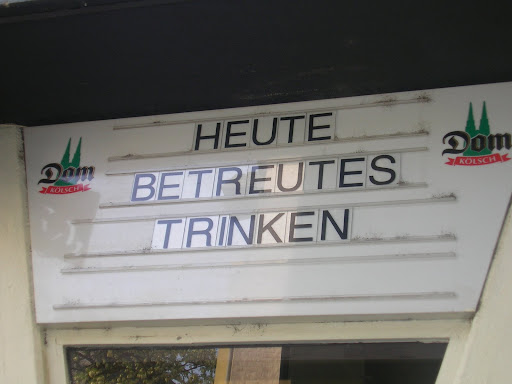 HEUTE
BETREUTES
TRINKEN
Dom
KÖLSCH
Dom
KÖLSCH